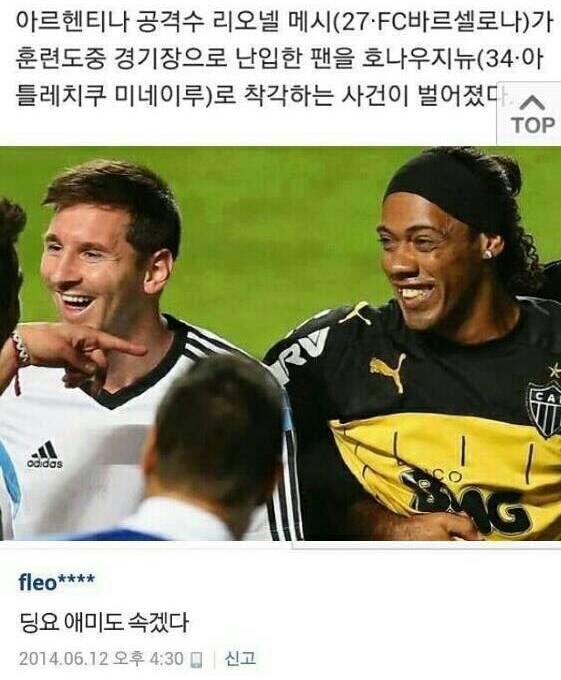 아르헨티나 공격수 리오넬 메시(27·FC바르셀로나)가
훈련도중 경기장으로 난입한 팬을 호나우지뉴(34·아
틀레치쿠 미네이루)로 착각하는 사건이 벌어졌다.
TOP
adidas
CA
BMG
fleo****
딩요 애미도 속겠다
2014.06.12 오후 4:30 신고